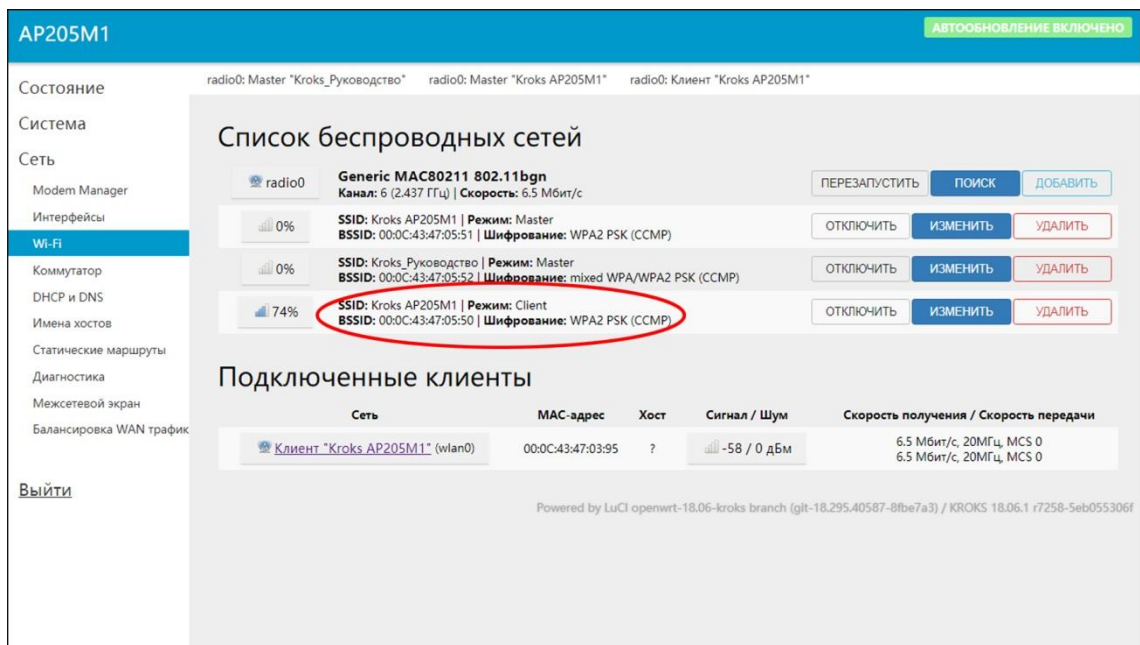 AP205M1
АВТООБНОВЛЕНИЕ ВКЛЮЧЕНО
Состояние
Система
Сеть
Modem Manager
Интерфейсы
Wi-Fi
Коммутатор
DHCP и DNS
Имена хостов
Статические маршруты
Диагностика
Межсетевой экран
Балансировка WAN трафик
Выйти
radio0: Master "Kroks_Руководство" radio0: Master "Kroks AP205M1" radio0: Клиент "Kroks AP205M1"
Список беспроводных сетей
radio0
Generic MAC80211 802.11bgn
Канал: 6 (2.437 ГГц) | Скорость: 6.5 Мбит/с
ПЕРЕЗАПУСТИТЬ ПОИСК ДОБАВИТЬ
0%
SSID: Kroks AP205M1 | Режим: Master
BSSID: 00:0C:43:47:05:51 | Шифрование: WPA2 PSK (CCMP)
ОТКЛЮЧИТЬ ИЗМЕНИТЬ УДАЛИТЬ
0%
SSID: Kroks_Руководство | Режим: Master
BSSID: 00:0C:43:47:05:52 | Шифрование: mixed WPA/WPA2 PSK (CCMP)
ОТКЛЮЧИТЬ ИЗМЕНИТЬ УДАЛИТЬ
74%
SSID: Kroks AP205M1 | Режим: Client
BSSID: 00:0C:43:47:05:50 | Шифрование: WPA2 PSK (CCMP)
ОТКЛЮЧИТЬ ИЗМЕНИТЬ УДАЛИТЬ
Подключенные клиенты
Сеть MAC-адрес Хост Сигнал / Шум Скорость получения / Скорость передачи
Клиент "Kroks AP205M1" (wlan0) 00:0C:43:47:03:95 ? -58 / 0 дБм
6.5 Мбит/с, 20МГц, MCS 0
6.5 Мбит/с, 20МГц, MCS 0
Powered by LuCI openwrt-18.06-kroks branch (git-18.295.40587-8fbe7a3) / KROKS 18.06.1 r7258-5eb055306f